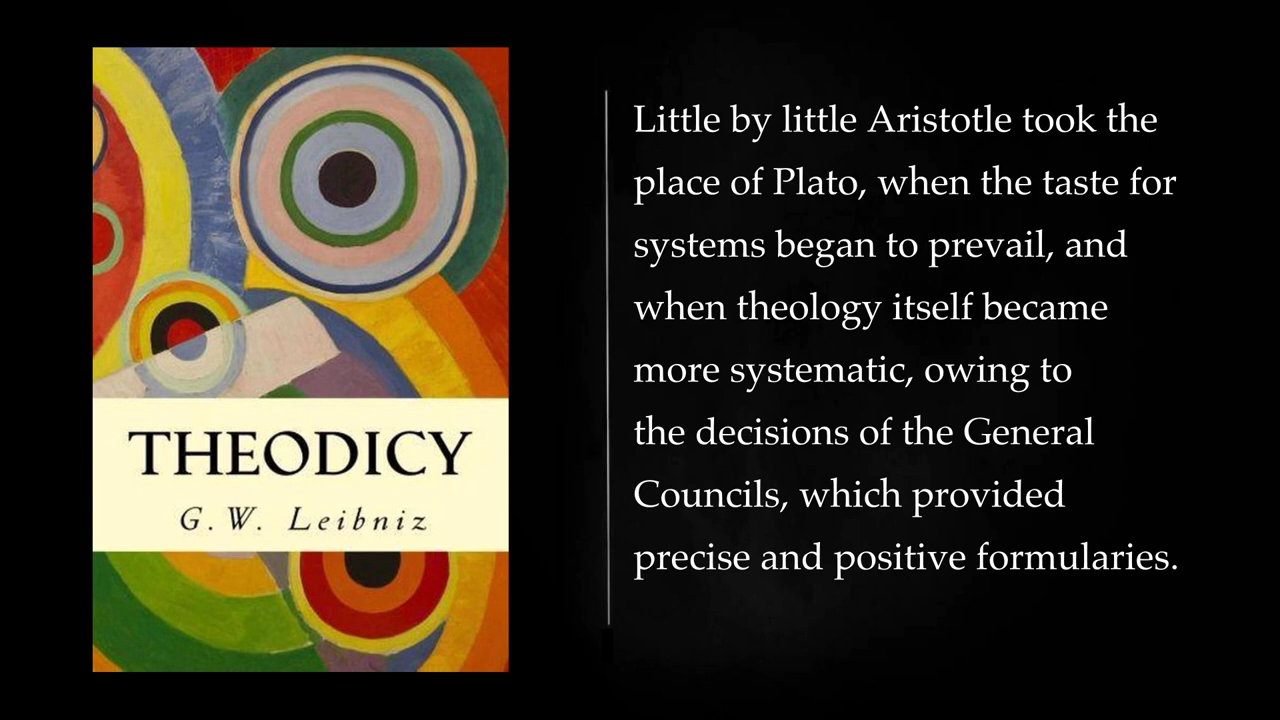 THEODICY
G.W. Leibniz
Little by little Aristotle took the
place of Plato, when the taste for
systems began to prevail, and
when theology itself became
more systematic, owing to
the decisions of the General
Councils, which provided
precise and positive formularies.